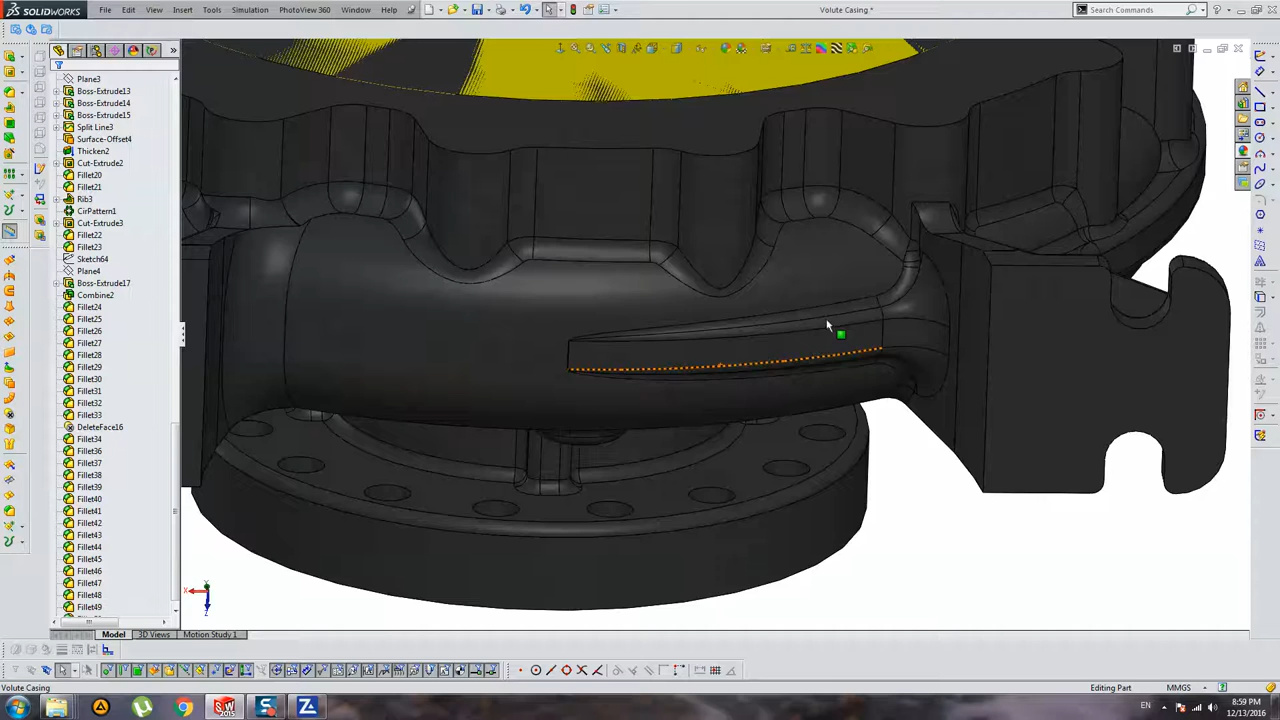 SOLIDWORKS
File Edit View Insert Tools Simulation PhotoView 360 Window Help
Volute Casing *
Search Commands
Plane3
Boss-Extrude13
Boss-Extrude14
Boss-Extrude15
Split Line3
Surface-Offset4
Thicken2
Cut-Extrude2
Fillet20
Fillet21
Rib3
CirPattern1
Cut-Extrude3
Fillet22
Fillet23
Sketch64
Plane4
Boss-Extrude17
Combine2
Fillet24
Fillet25
Fillet26
Fillet27
Fillet28
Fillet29
Fillet30
Fillet31
Fillet32
Fillet33
DeleteFace16
Fillet34
Fillet36
Fillet37
Fillet38
Fillet39
Fillet40
Fillet41
Fillet42
Fillet43
Fillet44
Fillet45
Fillet46
Fillet47
Fillet48
Fillet49
X
Y
Z
Model 3D Views Motion Study 1
Volute Casing
Editing Part
MMGS
EN
8:59 PM
12/13/2016